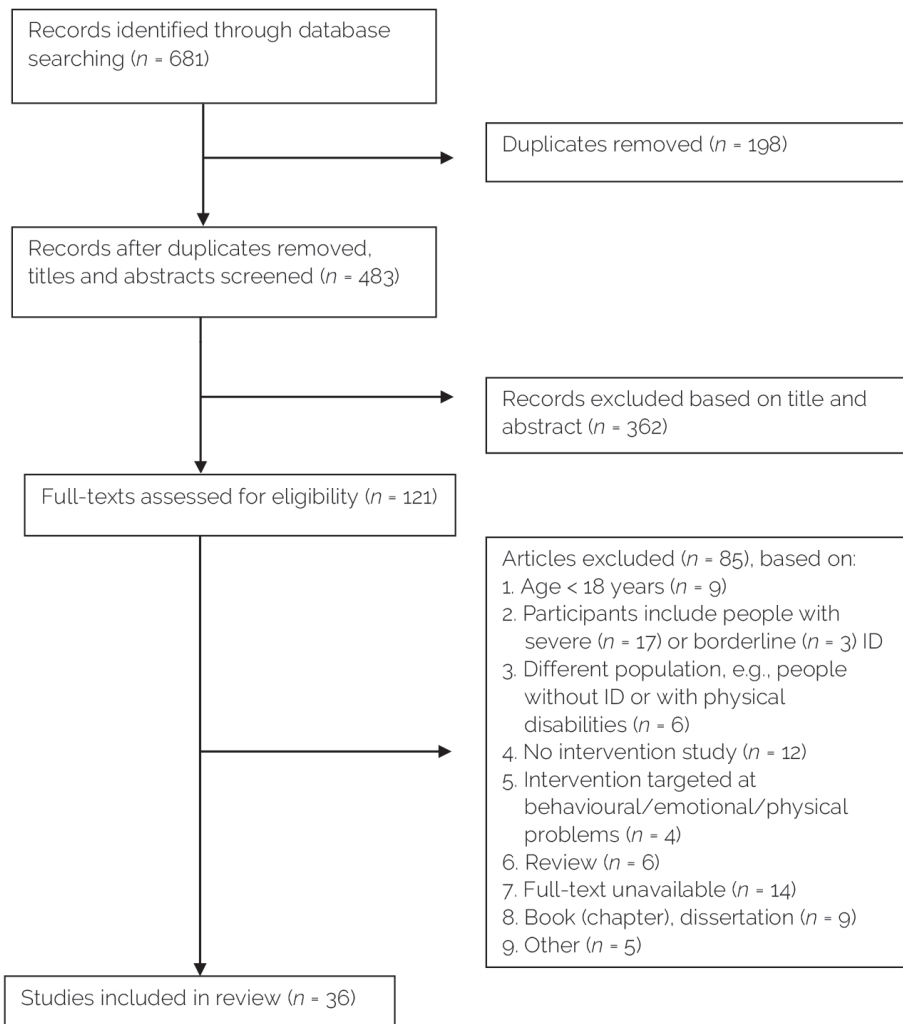 Records identified through database
searching (n = 681)
Duplicates removed (n = 198)
Records after duplicates removed,
titles and abstracts screened (n = 483)
Records excluded based on title and
abstract (n = 362)
Full-texts assessed for eligibility (n = 121)
Articles excluded (n = 85), based on:
1. Age < 18 years (n = 9)
2. Participants include people with
severe (n = 17) or borderline (n = 3) ID
3. Different population, e.g., people
without ID or with physical
disabilities (n = 6)
4. No intervention study (n = 12)
5. Intervention targeted at
behavioural/emotional/physical
problems (n = 4)
6. Review (n = 6)
7. Full-text unavailable (n = 14)
8. Book (chapter), dissertation (n = 9)
9. Other (n = 5)
Studies included in review (n = 36)